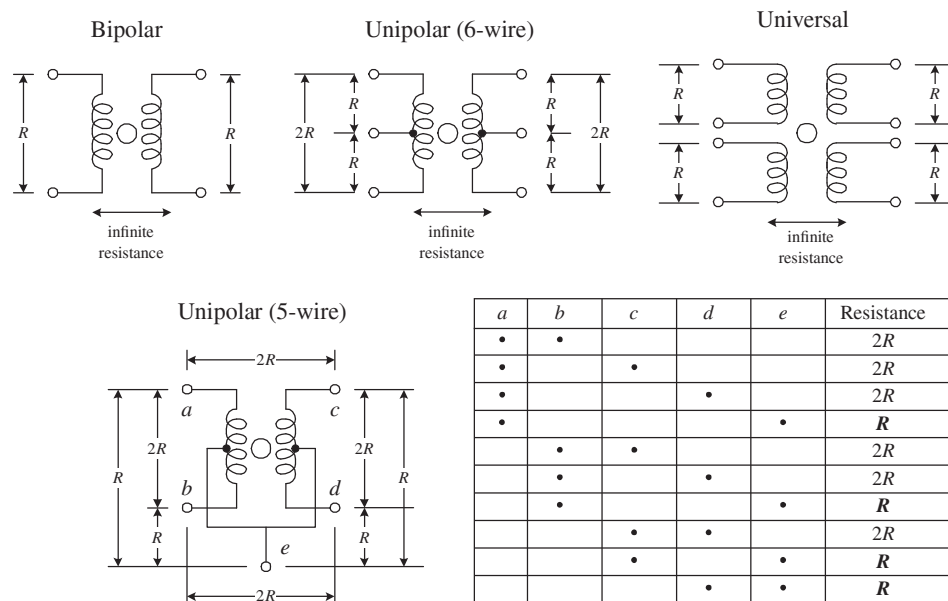 Bipolar
R
R
infinite
resistance
Unipolar (6-wire)
2R
R
R
R
R
2R
infinite
resistance
Universal
R
R
R
R
infinite
resistance
Unipolar (5-wire)
2R
a
c
2R
R
2R
R
b
d
R
R
e
2R
a b c d e Resistance
• • 2R
• • 2R
• • 2R
• • R
• • 2R
• • 2R
• • R
• • 2R
• • R
• • R